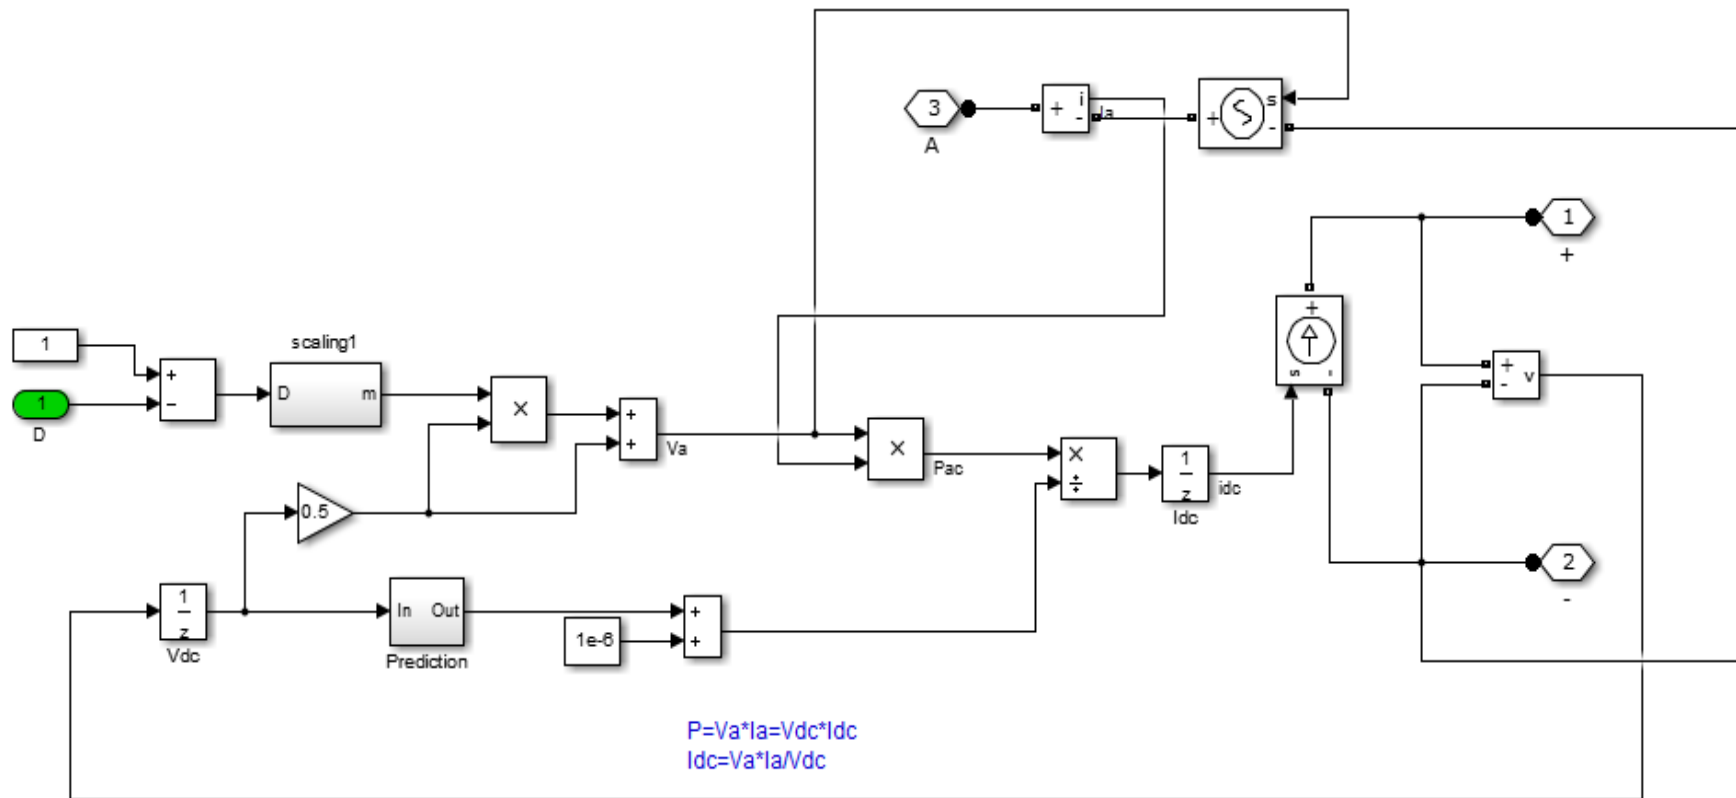 3
A
+
i
-
Ia
+
s
-
1
+
+
s
-
+
-
v
2
-
1
+
−
1
D
scaling1
D
m
×
+
+
Va
×
Pac
×
÷
1
z
Idc
idc
0.5
1
z
Vdc
In
Out
Prediction
1e-6
+
+
P=Va*Ia=Vdc*Idc
Idc=Va*Ia/Vdc